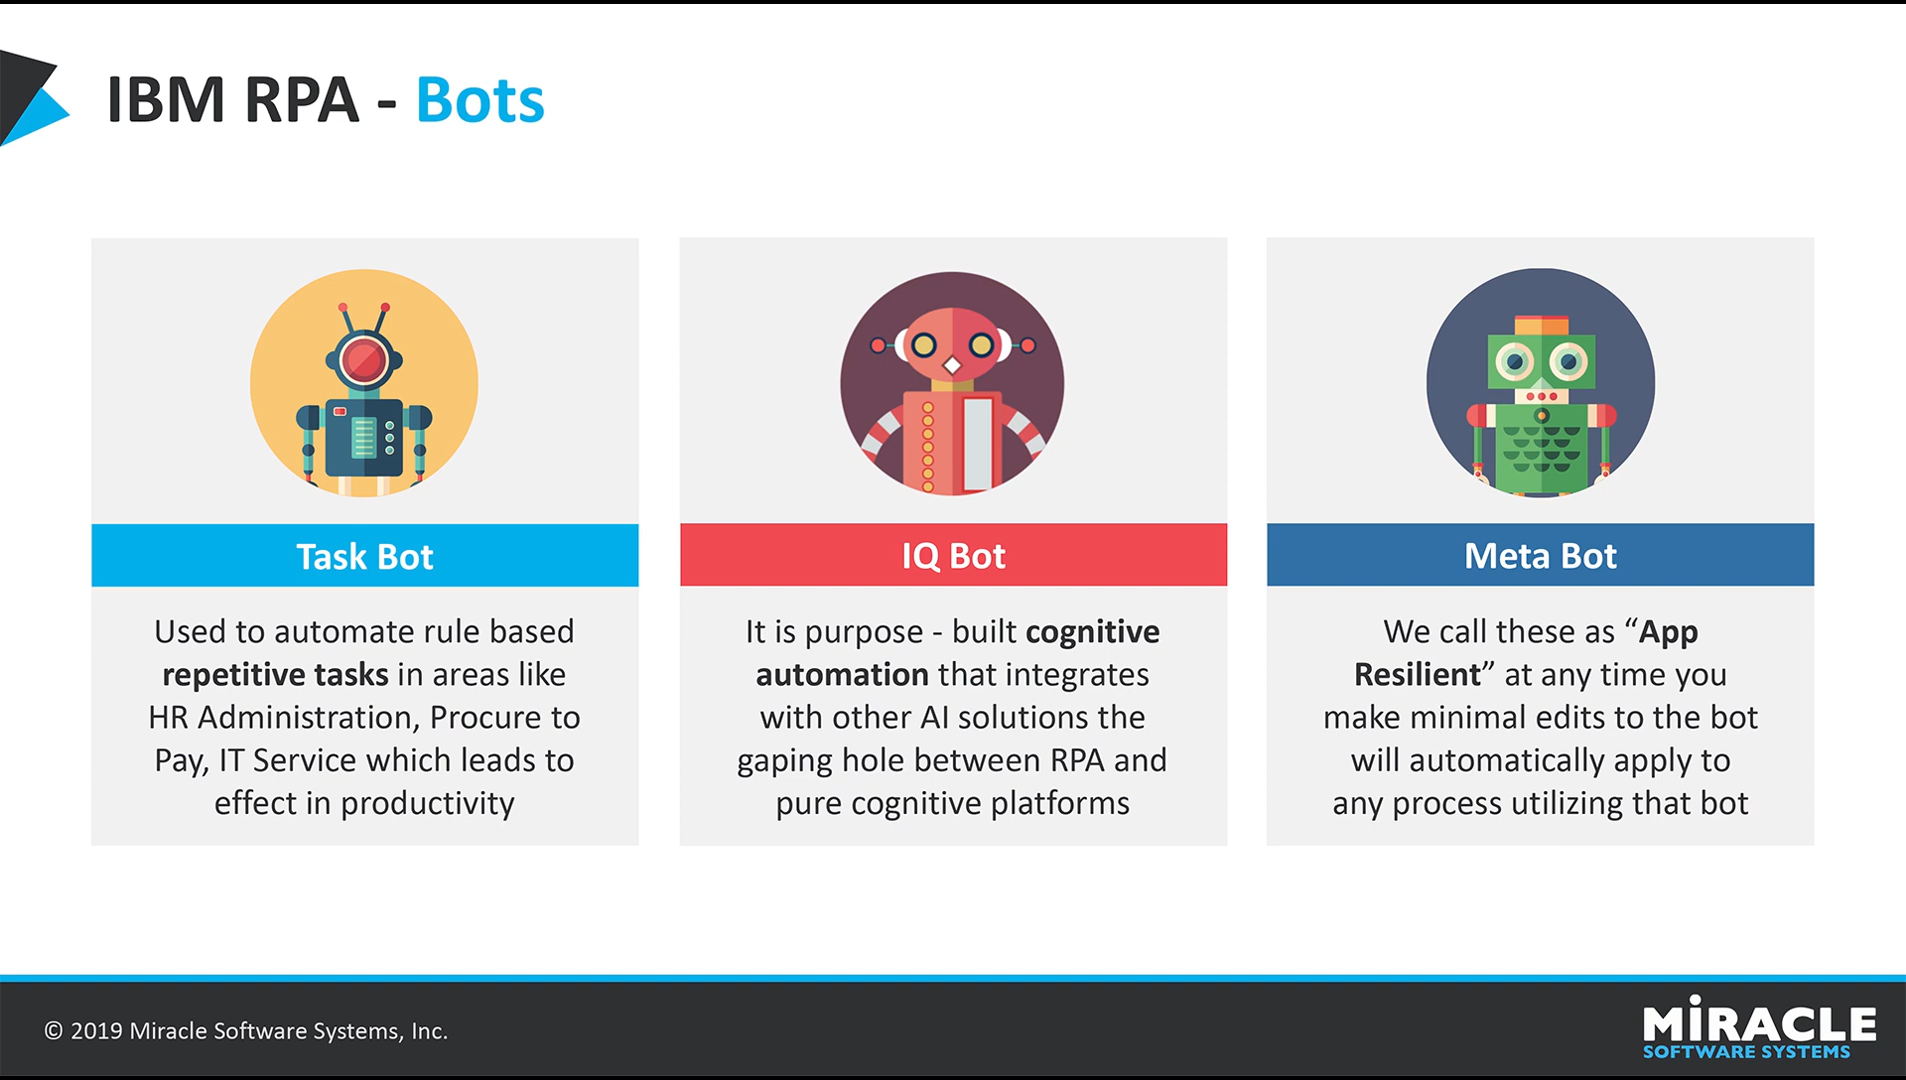 IBM RPA - Bots
Task Bot
Used to automate rule based
repetitive tasks in areas like
HR Administration, Procure to
Pay, IT Service which leads to
effect in productivity
IQ Bot
It is purpose - built cognitive
automation that integrates
with other AI solutions the
gaping hole between RPA and
pure cognitive platforms
Meta Bot
We call these as “App
Resilient” at any time you
make minimal edits to the bot
will automatically apply to
any process utilizing that bot
© 2019 Miracle Software Systems, Inc.
MiRACLE
SOFTWARE SYSTEMS